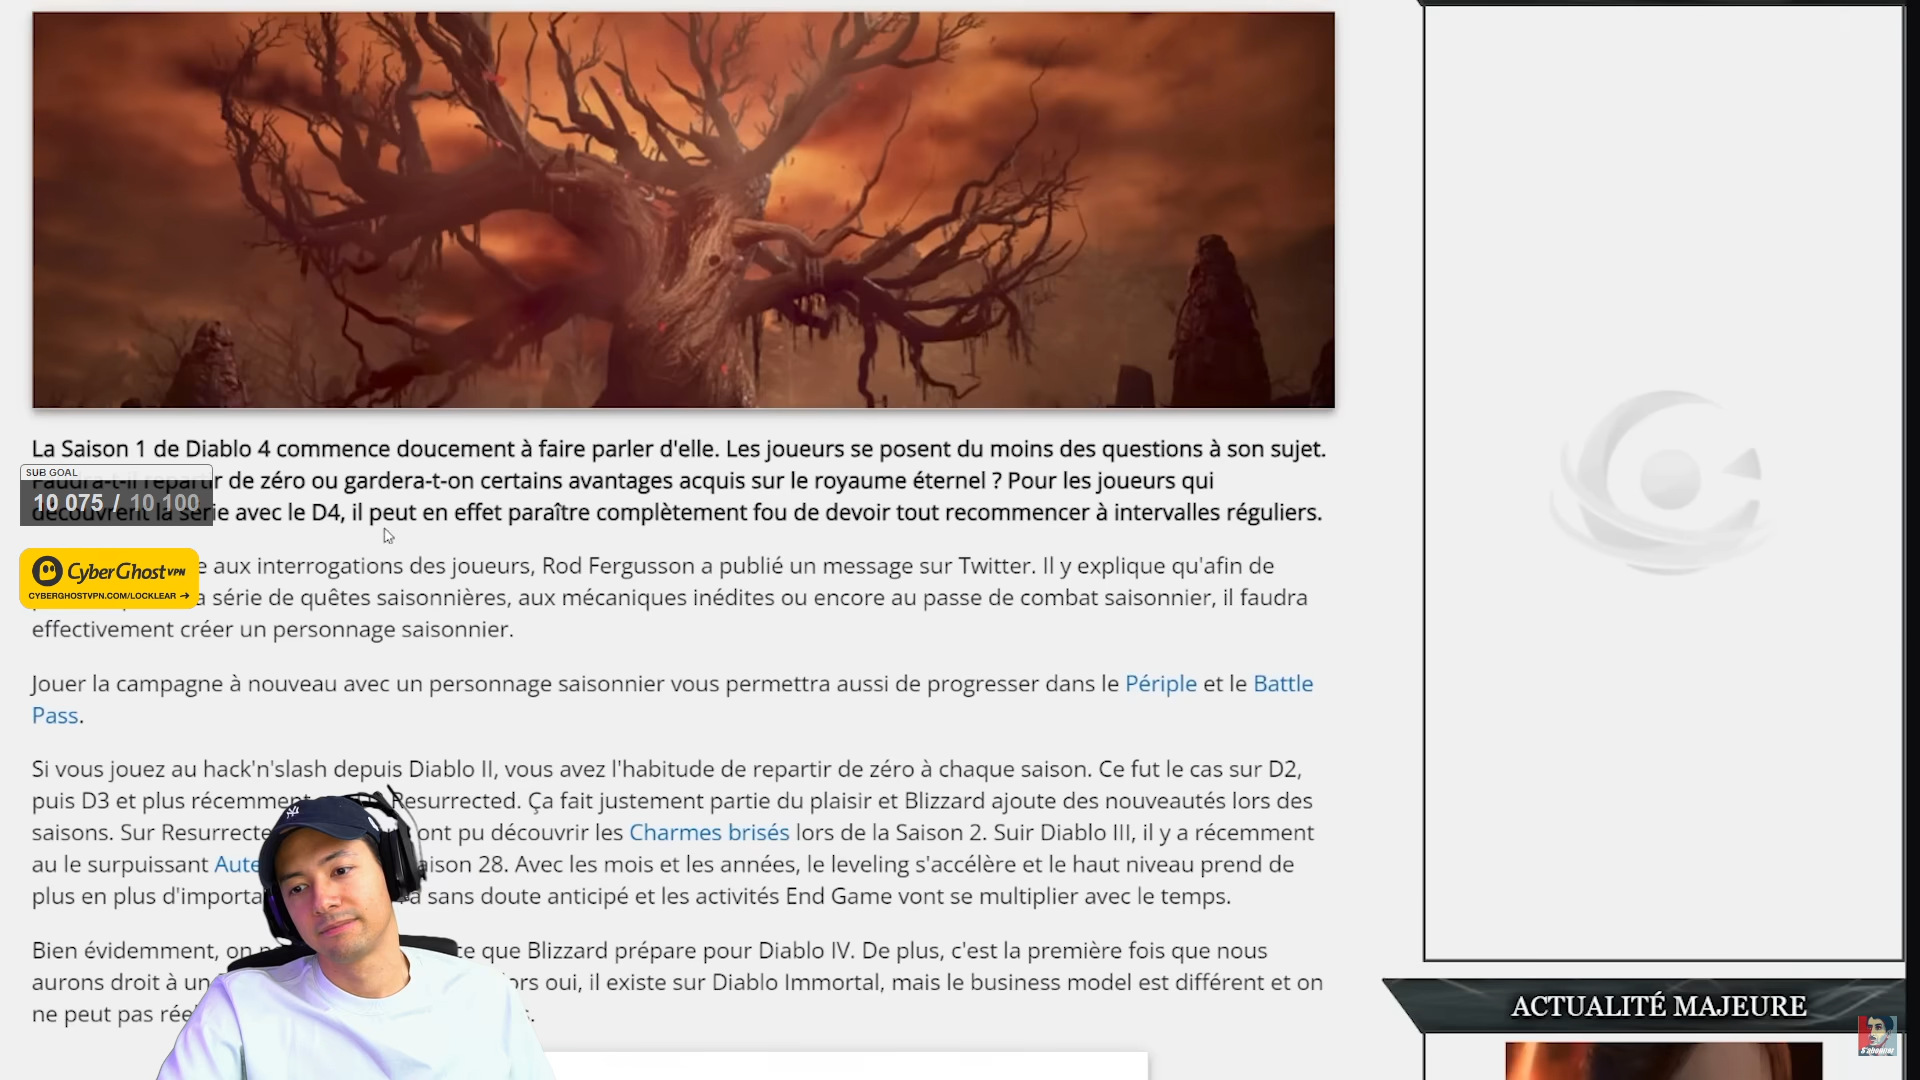 La Saison 1 de Diablo 4 commence doucement à faire parler d'elle. Les joueurs se posent du moins des questions à son sujet.
SUB GOAL
Faudra-t-il repartir de zéro ou gardera-t-on certains avantages acquis sur le royaume éternel ? Pour les joueurs qui
10 075 / 10 100
découvrent la série avec le D4, il peut en effet paraître complètement fou de devoir tout recommencer à intervalles réguliers.
CyberGhost VPN
CYBERGHOSTVPN.COM/LOCKLEAR →
aux interrogations des joueurs, Rod Fergusson a publié un message sur Twitter. Il y explique qu'afin de
série de quêtes saisonnières, aux mécaniques inédites ou encore au passe de combat saisonnier, il faudra
effectivement créer un personnage saisonnier.
Jouer la campagne à nouveau avec un personnage saisonnier vous permettra aussi de progresser dans le Périple et le Battle
Pass.
Si vous jouez au hack'n'slash depuis Diablo II, vous avez l'habitude de repartir de zéro à chaque saison. Ce fut le cas sur D2,
puis D3 et plus récemment Resurrected. Ça fait justement partie du plaisir et Blizzard ajoute des nouveautés lors des
saisons. Sur ont pu découvrir les Charmes brisés lors de la Saison 2. Suir Diablo III, il y a récemment
au le surpuissant 28. Avec les mois et les années, le leveling s'accélère et le haut niveau prend de
plus en plus sans doute anticipé et les activités End Game vont se multiplier avec le temps.
Bien évidemment, on ce que Blizzard prépare pour Diablo IV. De plus, c'est la première fois que nous
aurons droit à un oui, il existe sur Diablo Immortal, mais le business model est différent et on
ne peut pas
ACTUALITÉ MAJEURE